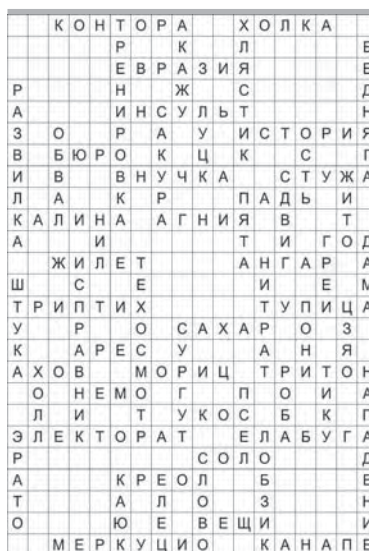 КОНТОРА ХОЛКА
Р К Л Е
ЕВРАЗИЯ Е
Р Н Ж С Д
А ИНСУЛЬТ Н
З О Р А У ИСТОРИЯ
В БЮРО К Ц К С Г
И В ВНУЧКА СТУЖА
Л А К Р ПАДЬ И
КАЛИНА АГНИЯ В Т
А И Т И ГОД
ЖИЛЕТ АНГАР А
Ш С Е И Е М
ТРИПТИХ ТУПИЦА
У Р О САХАР О З
К АРЕС У А Н Я
АХОВ МОРИЦ ТРИТОН
О НЕМО Г П О И А
Л И Т УКОС Б К Г
ЭЛЕКТОРАТ ЕЛАБУГА
Р СОЛО Д
А КРЕОЛ Б Е
Т А Л О З Н
О Ю Е ВЕЩИ И
МЕРКУЦИО КАНАПЕ